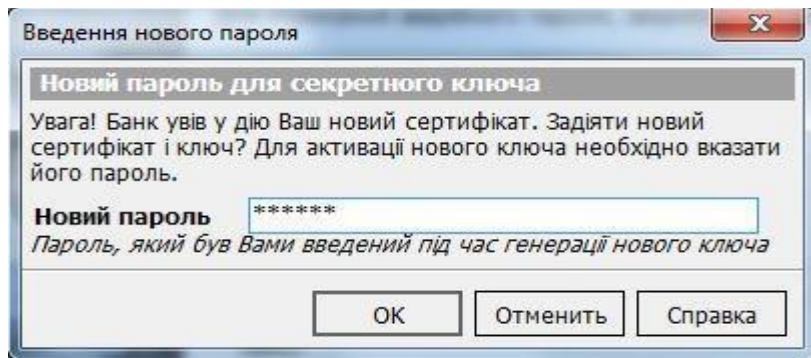 Введення нового пароля
Новий пароль для секретного ключа
Увага! Банк увів у дію Ваш новий сертифікат. Задіяти новий
сертифікат і ключ? Для активації нового ключа необхідно вказати
його пароль.
Новий пароль ******
Пароль, який був Вами введений під час генерації нового ключа
OK Отменить Справка